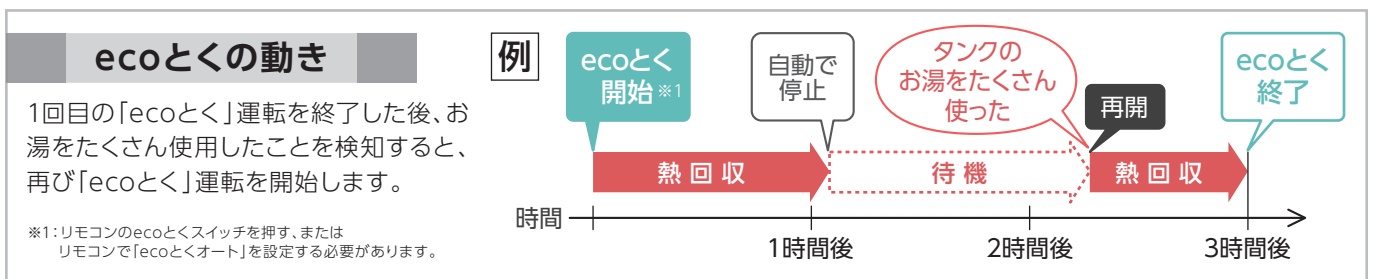 ecoとくの動き
1回目の「ecoとく」運転を終了した後、お
湯をたくさん使用したことを検知すると、
再び「ecoとく」運転を開始します。
※1：リモコンのecoとくスイッチを押す、または
リモコンで「ecoとくオート」を設定する必要があります。
例
ecoとく
開始※1
自動で
停止
タンクの
お湯をたくさん
使った
再開
ecoとく
終了
熱回収
待機
熱回収
時間
1時間後
2時間後
3時間後